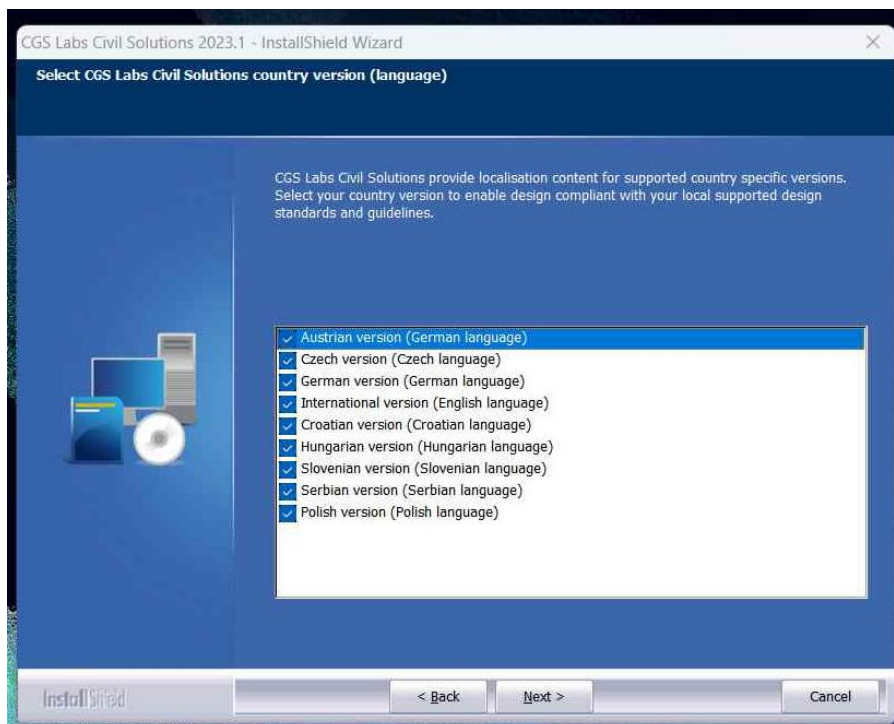 CGS Labs Civil Solutions 2023.1 - InstallShield Wizard
Select CGS Labs Civil Solutions country version (language)
CGS Labs Civil Solutions provide localisation content for supported country specific versions.
Select your country version to enable design compliant with your local supported design
standards and guidelines.
Austrian version (German language)
Czech version (Czech language)
German version (German language)
International version (English language)
Croatian version (Croatian language)
Hungarian version (Hungarian language)
Slovenian version (Slovenian language)
Serbian version (Serbian language)
Polish version (Polish language)
InstallShield
< Back
Next >
Cancel